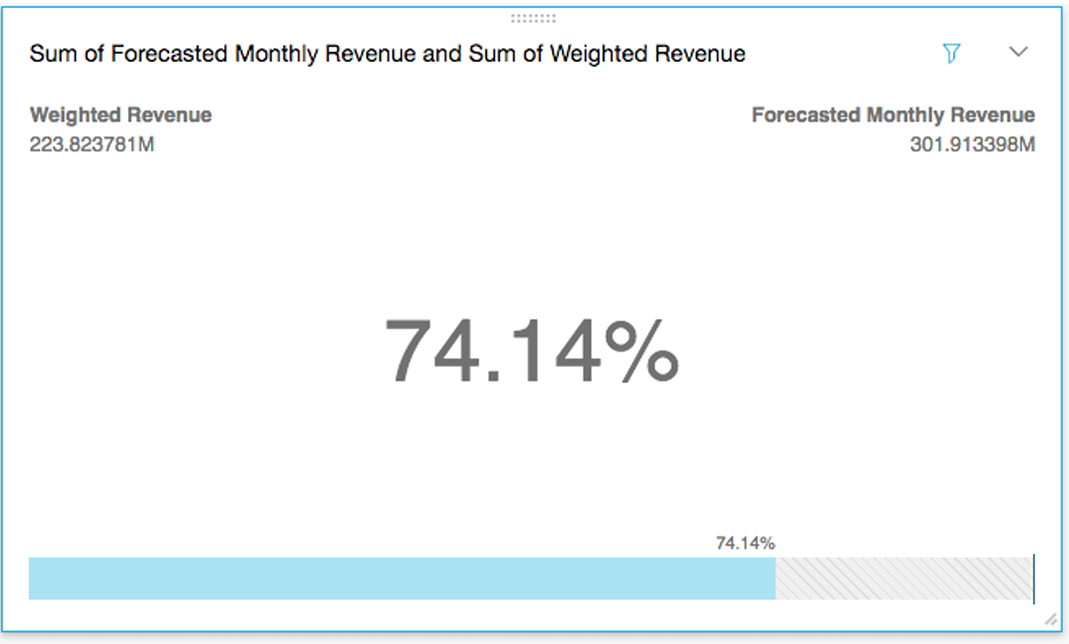 Sum of Forecasted Monthly Revenue and Sum of Weighted Revenue
Weighted Revenue
223.823781M
Forecasted Monthly Revenue
301.913398M
74.14%
74.14%